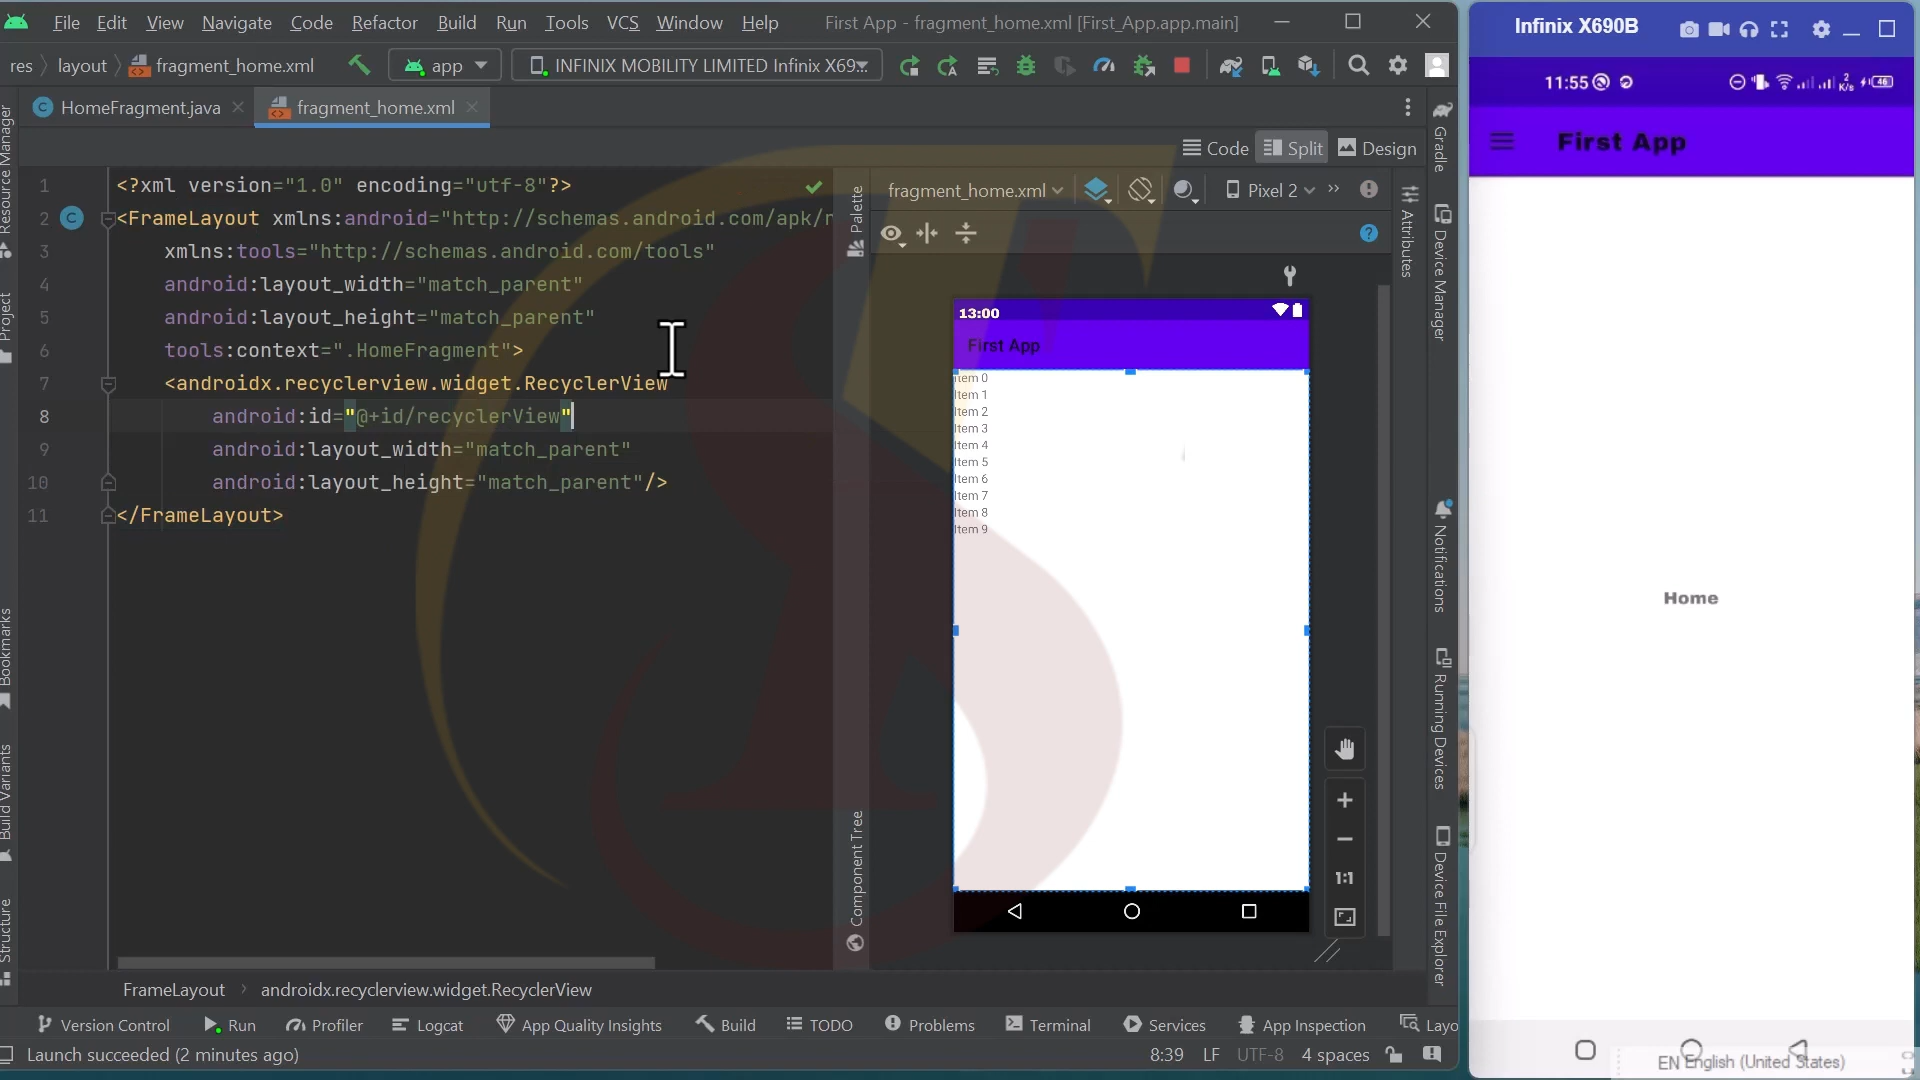 File Edit View Navigate Code Refactor Build Run Tools VCS Window Help First App - fragment_home.xml [First_App.app.main]
res layout fragment_home.xml app INFINIX MOBILITY LIMITED Infinix X69...
HomeFragment.java fragment_home.xml
Code Split Design
fragment_home.xml Pixel 2 »
1 <?xml version="1.0" encoding="utf-8"?>
2 <FrameLayout xmlns:android="http://schemas.android.com/apk/r
3 xmlns:tools="http://schemas.android.com/tools"
4 android:layout_width="match_parent"
5 android:layout_height="match_parent"
6 tools:context=".HomeFragment">
7 <androidx.recyclerview.widget.RecyclerView
8 android:id="@+id/recyclerView"
9 android:layout_width="match_parent"
10 android:layout_height="match_parent"/>
11 </FrameLayout>
Resource Manager
Project
Bookmarks
Build Variants
Structure
Palette
Component Tree
13:00
First App
Item 0
Item 1
Item 2
Item 3
Item 4
Item 5
Item 6
Item 7
Item 8
Item 9
1:1
Attributes
Gradle
Device Manager
Notifications
Running Devices
Device File Explorer
FrameLayout androidx.recyclerview.widget.RecyclerView
Version Control Run Profiler Logcat App Quality Insights Build TODO Problems Terminal Services App Inspection Layo
Launch succeeded (2 minutes ago) 8:39 LF UTF-8 4 spaces
Infinix X690B
11:55 2 K/s 46
First App
Home
EN English (United States)